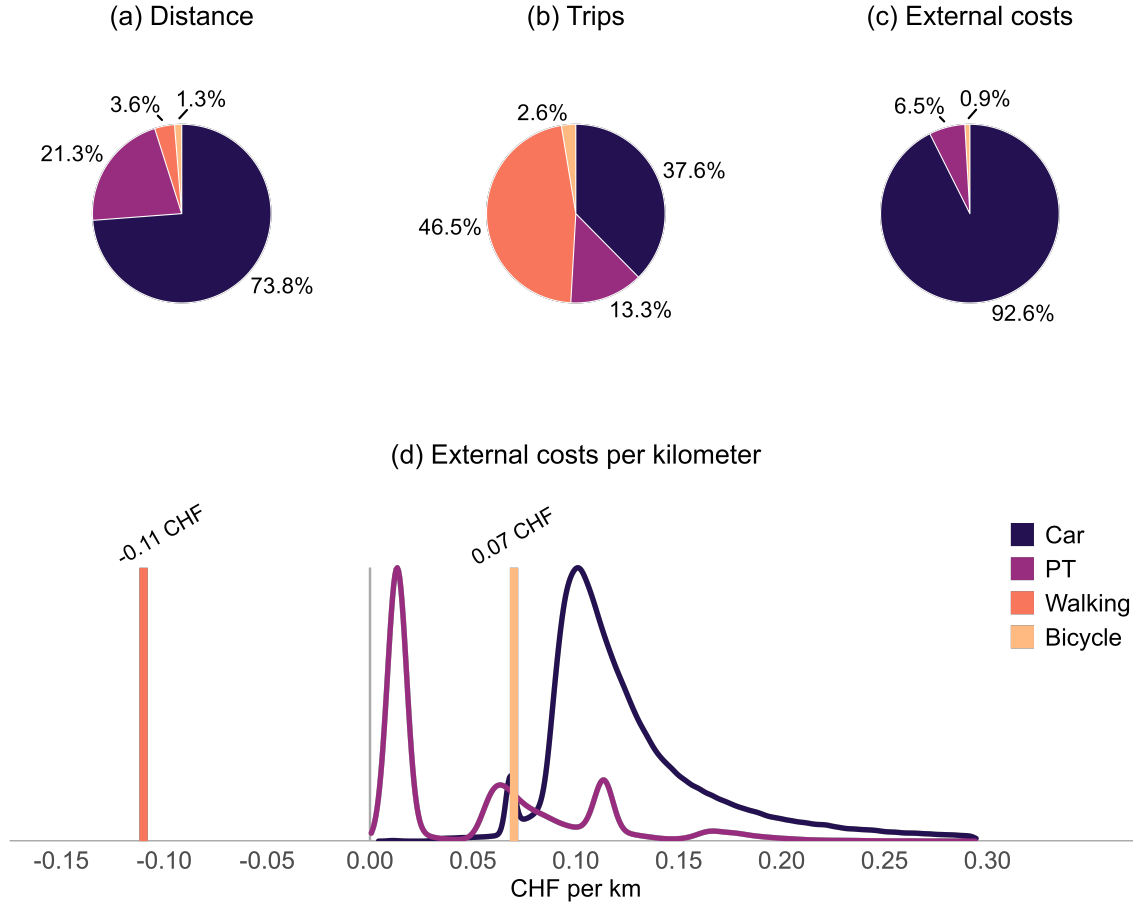 (a) Distance
(b) Trips
(c) External costs
3.6%
1.3%
21.3%
73.8%
2.6%
37.6%
46.5%
13.3%
6.5%
0.9%
92.6%
(d) External costs per kilometer
-0.11 CHF
0.07 CHF
Car
PT
Walking
Bicycle
-0.15 -0.10 -0.05 0.00 0.05 0.10 0.15 0.20 0.25 0.30
CHF per km